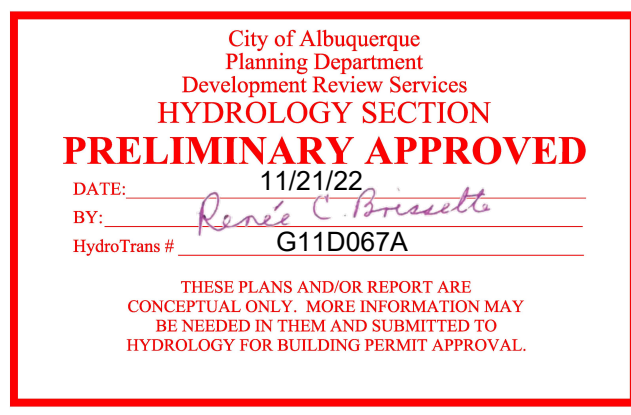 City of Albuquerque
Planning Department
Development Review Services
HYDROLOGY SECTION
PRELIMINARY APPROVED
DATE: 11/21/22
BY: Renée C. Brissette
HydroTrans # G11D067A
THESE PLANS AND/OR REPORT ARE
CONCEPTUAL ONLY. MORE INFORMATION MAY
BE NEEDED IN THEM AND SUBMITTED TO
HYDROLOGY FOR BUILDING PERMIT APPROVAL.